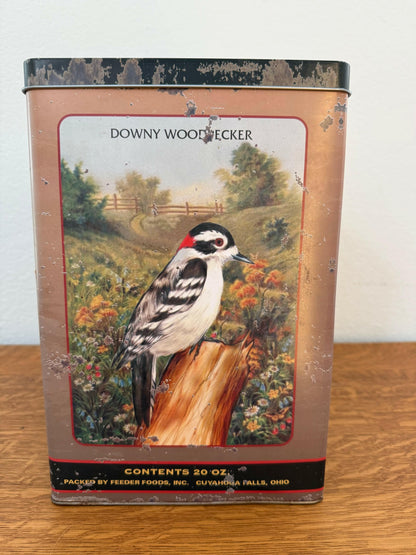 DOWNY WOODPECKER
CONTENTS 20 OZ.
PACKED BY FEEDER FOODS, INC. CUYAHOGA FALLS, OHIO